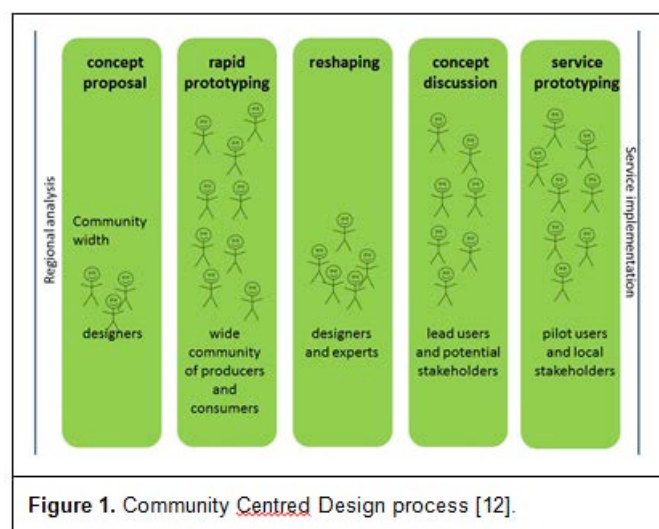 Regional analysis
concept
proposal
Community
width
designers
rapid
prototyping
wide
community
of producers
and
consumers
reshaping
designers
and experts
concept
discussion
lead users
and potential
stakeholders
service
prototyping
pilot users
and local
stakeholders
Service implementation
Figure 1. Community Centred Design process [12].